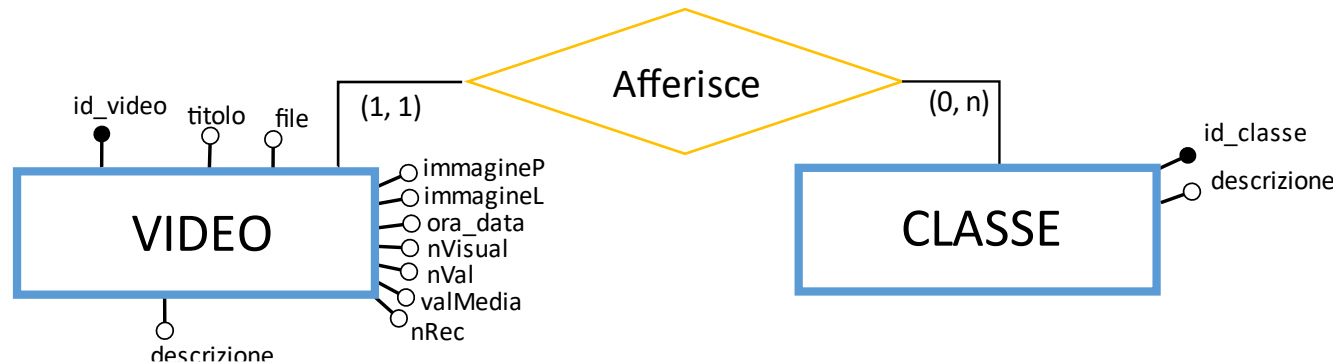 Afferisce
(1, 1)
(0, n)
id_video
titolo
file
id_classe
descrizione
immagineP
immagineL
ora_data
nVisual
nVal
valMedia
nRec
VIDEO
CLASSE
descrizione